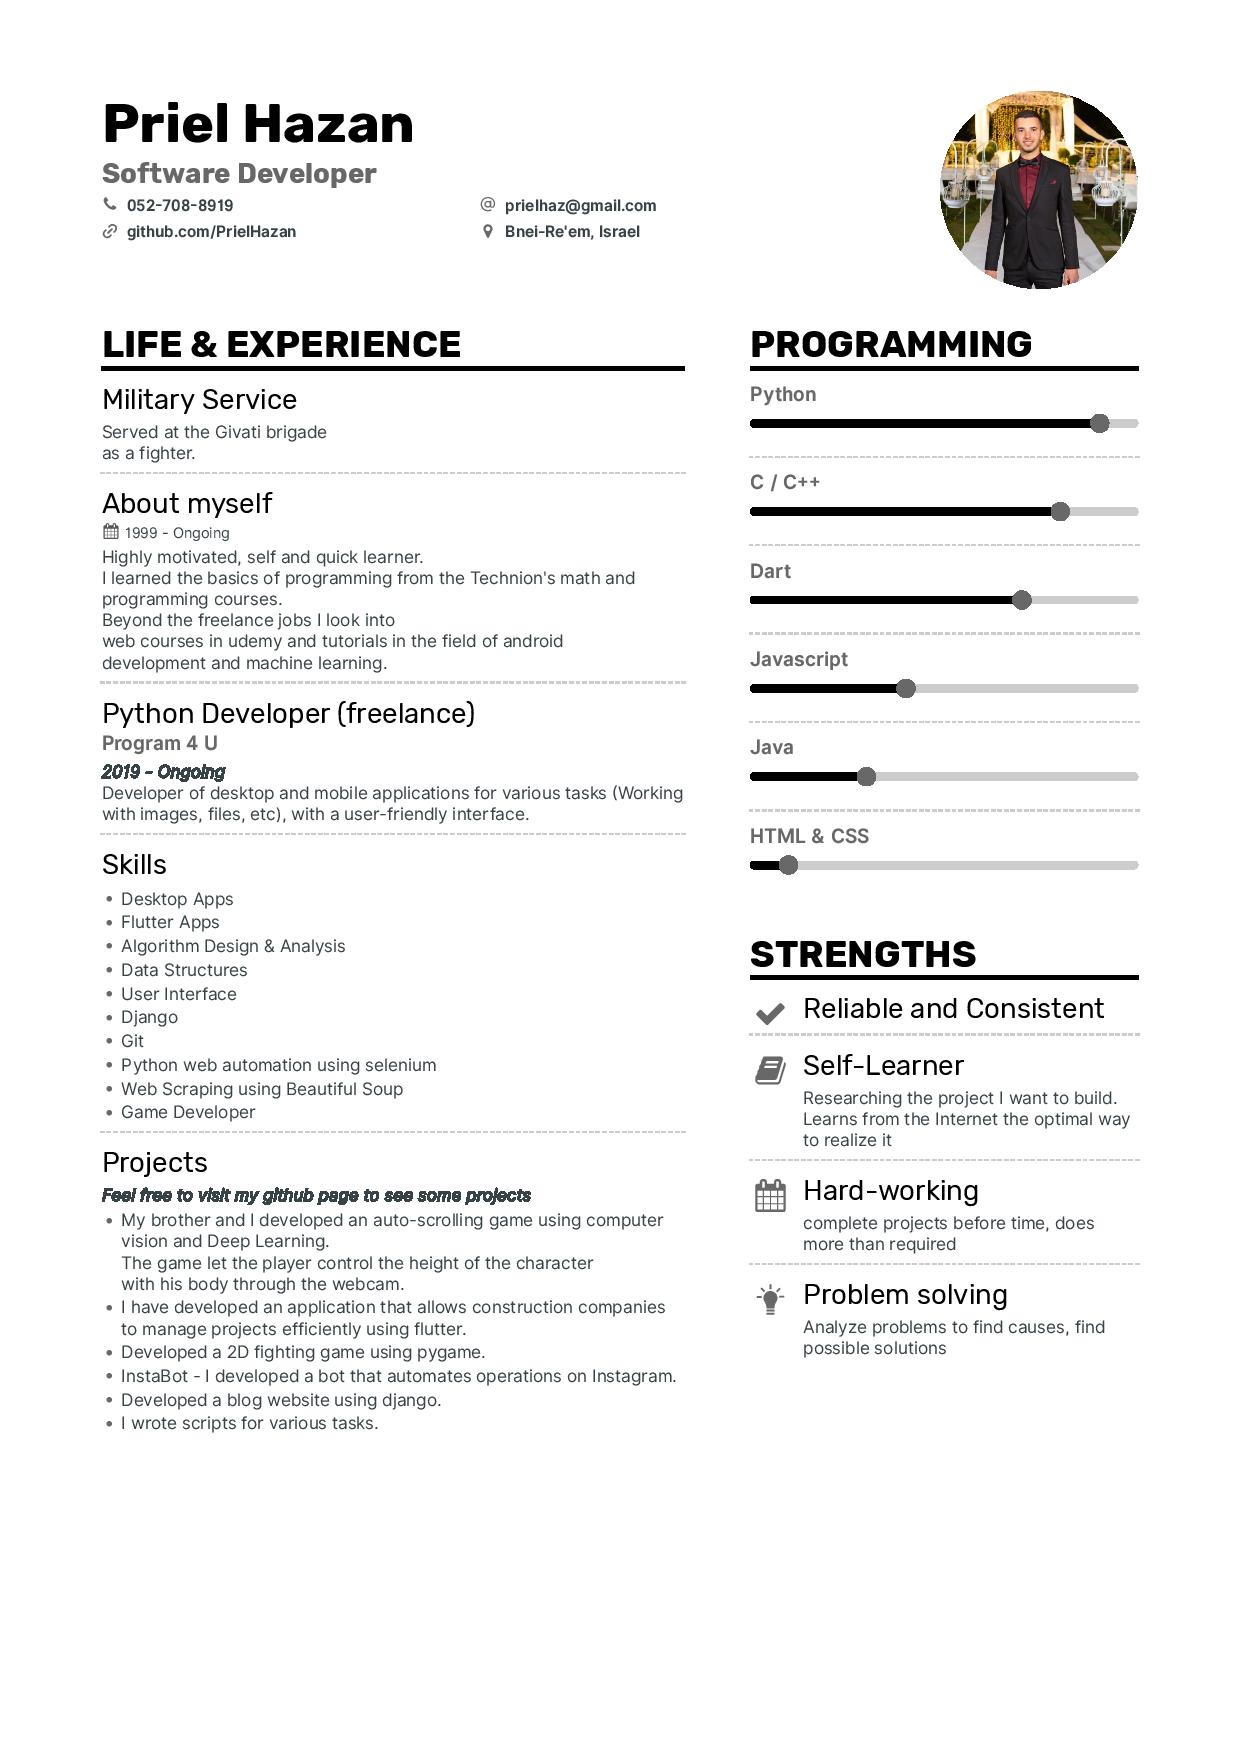 Priel Hazan
Software Developer
052-708-8919
prielhaz@gmail.com
github.com/PrielHazan
Bnei-Re'em, Israel
LIFE & EXPERIENCE
Military Service
Served at the Givati brigade
as a fighter.
About myself
1999 - Ongoing
Highly motivated, self and quick learner.
I learned the basics of programming from the Technion's math and
programming courses.
Beyond the freelance jobs I look into
web courses in udemy and tutorials in the field of android
development and machine learning.
Python Developer (freelance)
Program 4 U
2019 - Ongoing
Developer of desktop and mobile applications for various tasks (Working
with images, files, etc), with a user-friendly interface.
Skills
• Desktop Apps
• Flutter Apps
• Algorithm Design & Analysis
• Data Structures
• User Interface
• Django
• Git
• Python web automation using selenium
• Web Scraping using Beautiful Soup
• Game Developer
Projects
Feel free to visit my github page to see some projects
• My brother and I developed an auto-scrolling game using computer
vision and Deep Learning.
The game let the player control the height of the character
with his body through the webcam.
• I have developed an application that allows construction companies
to manage projects efficiently using flutter.
• Developed a 2D fighting game using pygame.
• InstaBot - I developed a bot that automates operations on Instagram.
• Developed a blog website using django.
• I wrote scripts for various tasks.
PROGRAMMING
Python
C / C++
Dart
Javascript
Java
HTML & CSS
STRENGTHS
Reliable and Consistent
Self-Learner
Researching the project I want to build.
Learns from the Internet the optimal way
to realize it
Hard-working
complete projects before time, does
more than required
Problem solving
Analyze problems to find causes, find
possible solutions